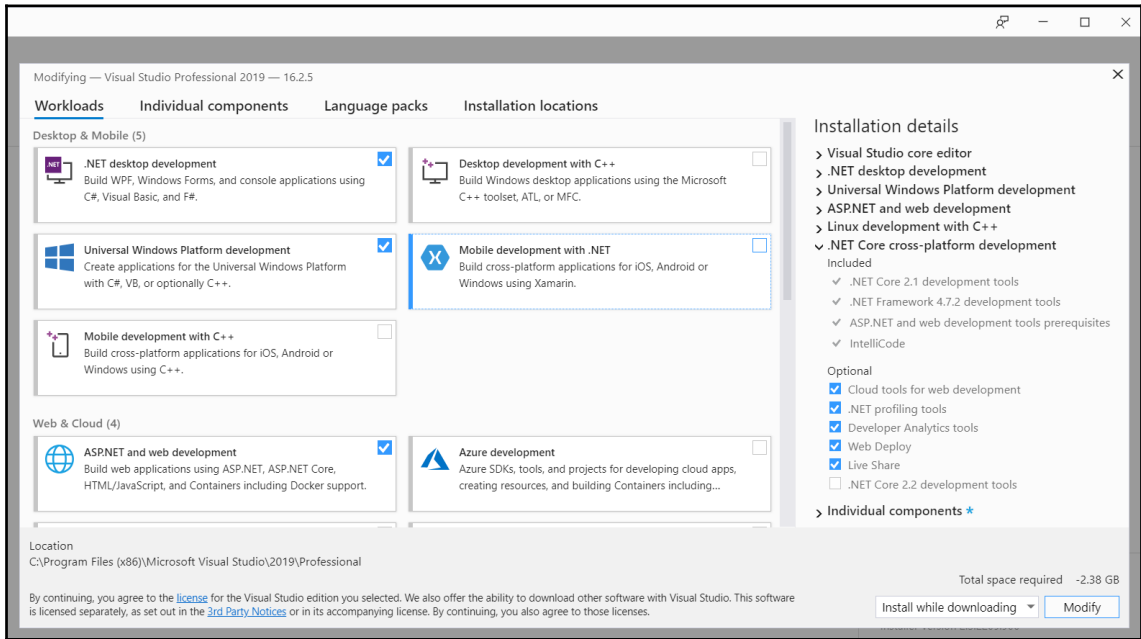 Modifying — Visual Studio Professional 2019 — 16.2.5
Workloads Individual components Language packs Installation locations
Desktop & Mobile (5)
.NET
.NET desktop development
Build WPF, Windows Forms, and console applications using
C#, Visual Basic, and F#.
Desktop development with C++
Build Windows desktop applications using the Microsoft
C++ toolset, ATL, or MFC.
Universal Windows Platform development
Create applications for the Universal Windows Platform
with C#, VB, or optionally C++.
Mobile development with .NET
Build cross-platform applications for iOS, Android or
Windows using Xamarin.
Mobile development with C++
Build cross-platform applications for iOS, Android or
Windows using C++.
Web & Cloud (4)
ASP.NET and web development
Build web applications using ASP.NET, ASP.NET Core,
HTML/JavaScript, and Containers including Docker support.
Azure development
Azure SDKs, tools, and projects for developing cloud apps,
creating resources, and building Containers including...
Installation details
Visual Studio core editor
.NET desktop development
Universal Windows Platform development
ASP.NET and web development
Linux development with C++
.NET Core cross-platform development
Included
.NET Core 2.1 development tools
.NET Framework 4.7.2 development tools
ASP.NET and web development tools prerequisites
IntelliCode
Optional
Cloud tools for web development
.NET profiling tools
Developer Analytics tools
Web Deploy
Live Share
.NET Core 2.2 development tools
Individual components *
Location
C:\Program Files (x86)\Microsoft Visual Studio\2019\Professional
Total space required -2.38 GB
By continuing, you agree to the license for the Visual Studio edition you selected. We also offer the ability to download other software with Visual Studio. This software
is licensed separately, as set out in the 3rd Party Notices or in its accompanying license. By continuing, you also agree to those licenses.
Install while downloading
Modify